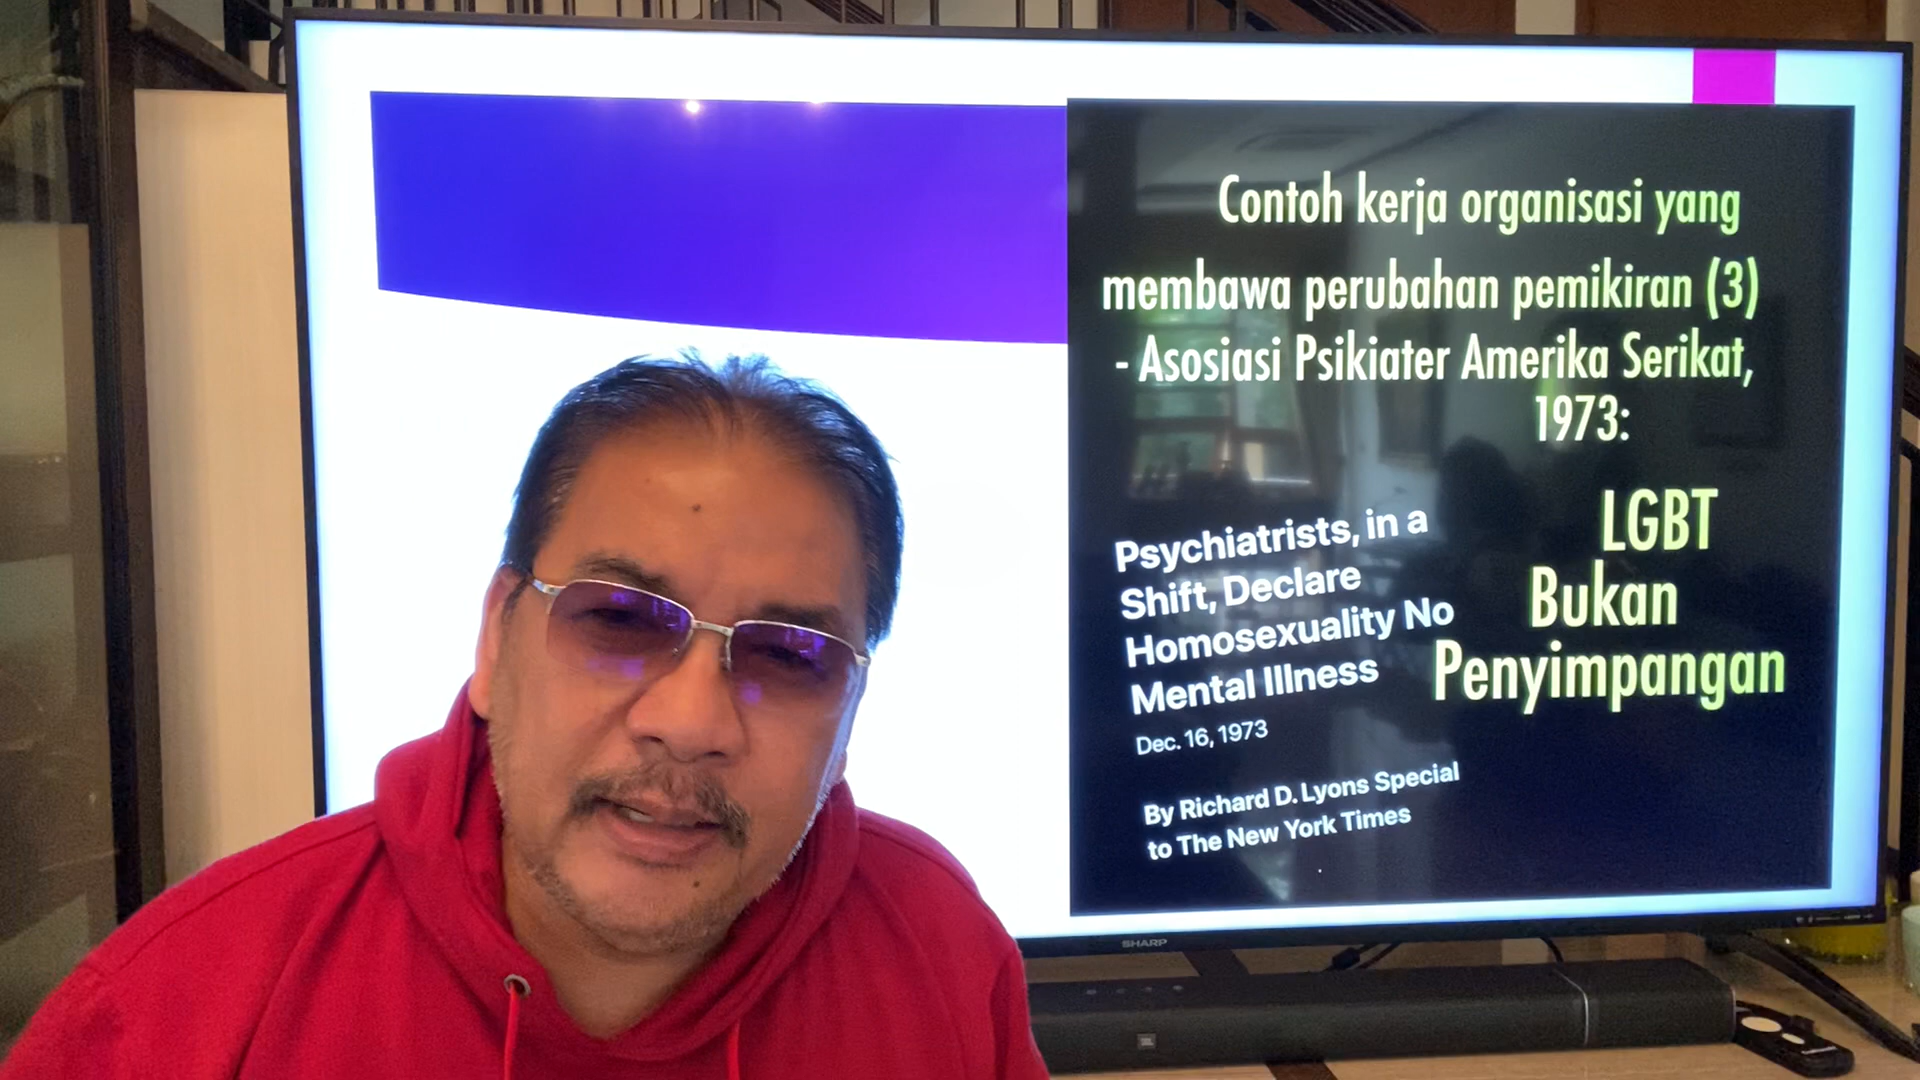 Contoh kerja organisasi yang
membawa perubahan pemikiran (3)
- Asosiasi Psikiater Amerika Serikat,
1973:
LGBT
Bukan
Penyimpangan
Psychiatrists, in a
Shift, Declare
Homosexuality No
Mental Illness
Dec. 16, 1973
By Richard D. Lyons Special
to The New York Times
SHARP
JBL